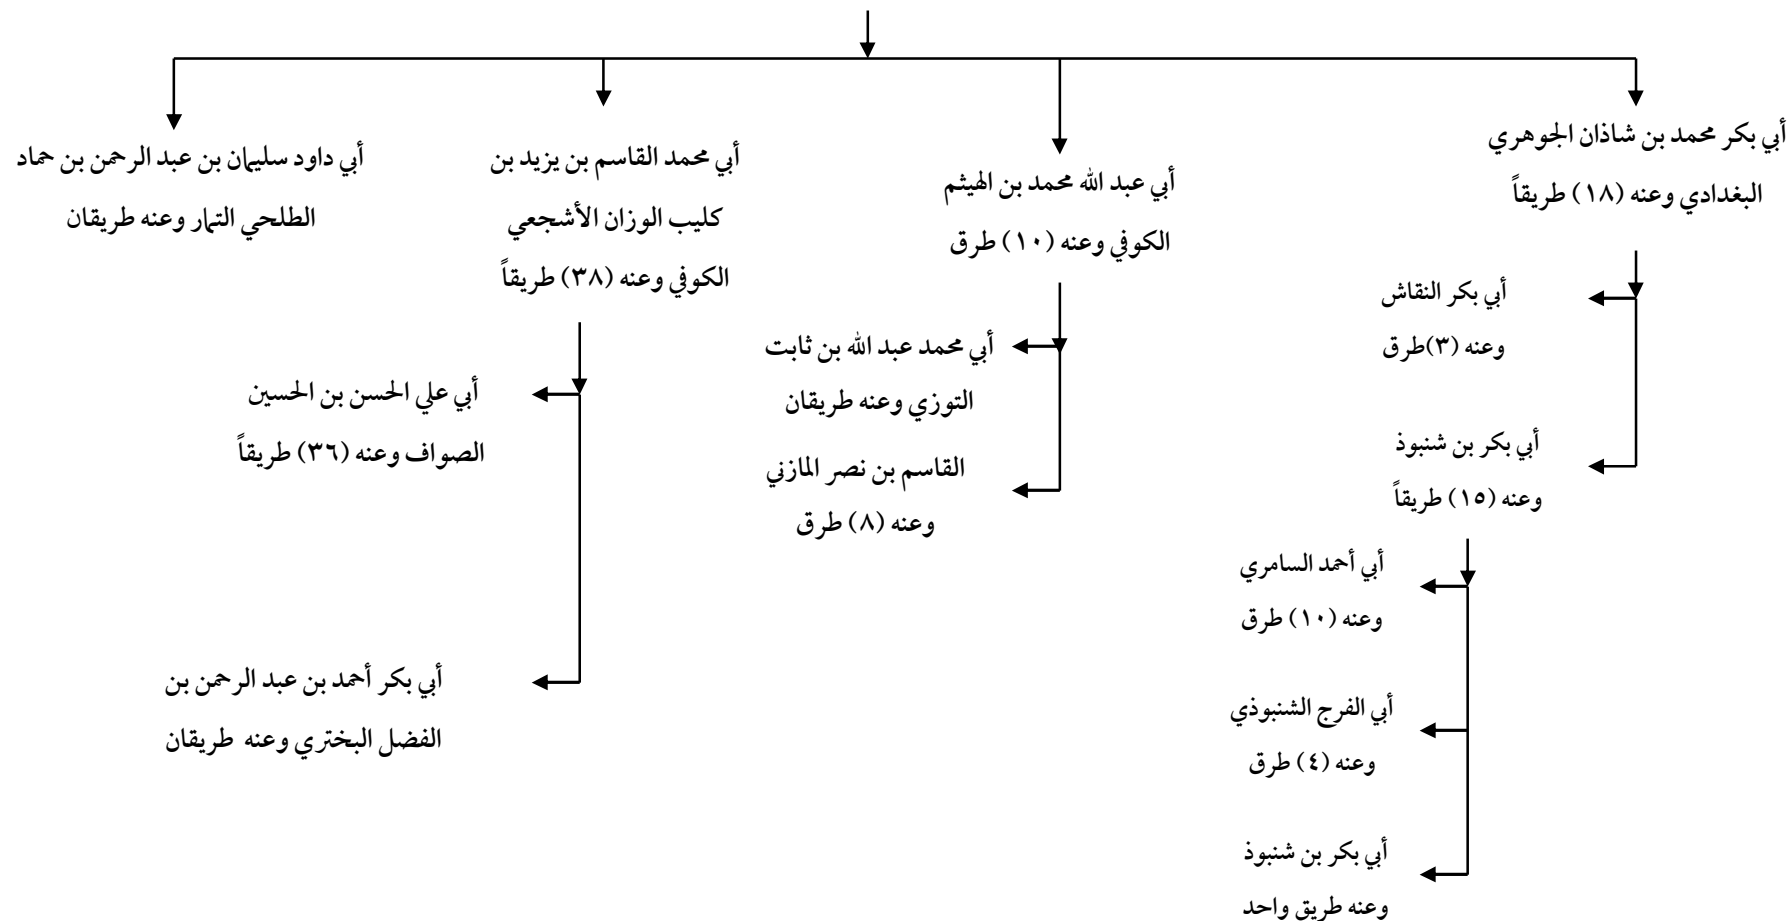 أبي بكر محمد بن شاذان الجوهري
البغدادي وعنه (١٨) طريقاً
أبي بكر النقاش
وعنه (٣)طرق
أبي بكر بن شنبوذ
وعنه (١٥) طريقاً
أبي أحمد السامري
وعنه (١٠) طرق
أبي الفرج الشنبوذي
وعنه (٤) طرق
أبي بكر بن شنبوذ
وعنه طريق واحد
أبي عبد الله محمد بن الهيثم
الكوفي وعنه (١٠) طرق
أبي محمد عبد الله بن ثابت
التوزي وعنه طريقان
القاسم بن نصر المازني
وعنه (٨) طرق
أبي محمد القاسم بن يزيد بن
كليب الوزان الأشجعي
الكوفي وعنه (٣٨) طريقاً
أبي علي الحسن بن الحسين
الصواف وعنه (٣٦) طريقاً
أبي بكر أحمد بن عبد الرحمن بن
الفضل البختري وعنه طريقان
أبي داود سليمان بن عبد الرحمن بن حماد
الطلحي التمار وعنه طريقان